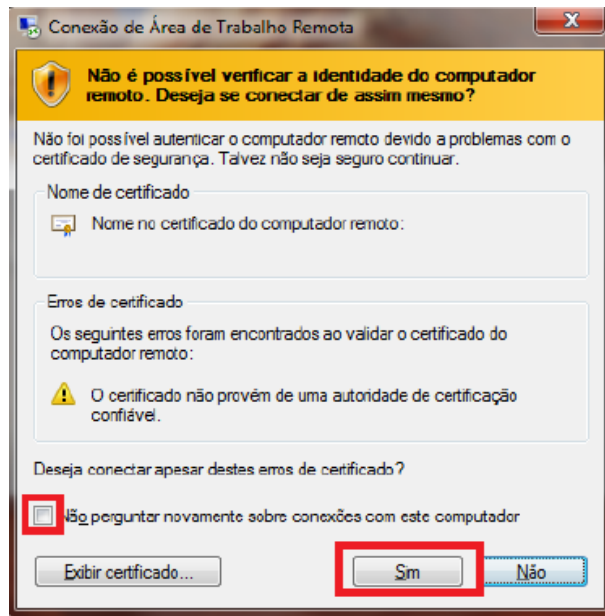 Conexão de Área de Trabalho Remota
Não é possível verificar a identidade do computador
remoto. Deseja se conectar de assim mesmo?
Não foi possível autenticar o computador remoto devido a problemas com o
certificado de segurança. Talvez não seja seguro continuar.
Nome de certificado
Nome no certificado do computador remoto:
Erros de certificado
Os seguintes erros foram encontrados ao validar o certificado do
computador remoto:
O certificado não provém de uma autoridade de certificação
confiável.
Deseja conectar apesar destes erros de certificado?
Não perguntar novamente sobre conexões com este computador
Exibir certificado...
Sim
Não